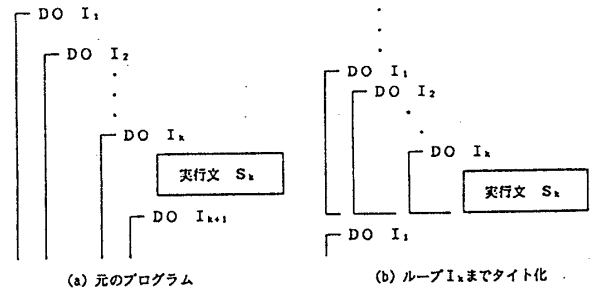 DO I₁
DO I₂
DO Iₖ
実行文 Sₖ
DO Iₖ₊₁
(a) 元のプログラム
DO I₁
DO I₂
DO Iₖ
実行文 Sₖ
DO I₁
(b) ループIₖまでタイト化